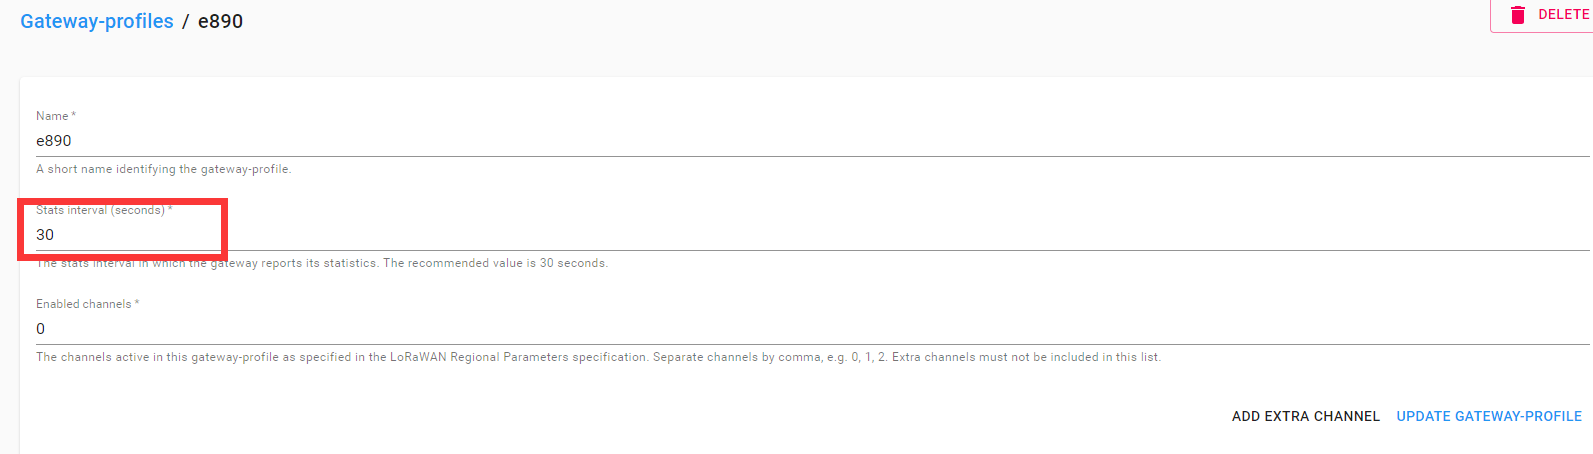 Gateway-profiles / e890
DELETE
Name *
e890
A short name identifying the gateway-profile.
Stats interval (seconds) *
30
The stats interval in which the gateway reports its statistics. The recommended value is 30 seconds.
Enabled channels *
0
The channels active in this gateway-profile as specified in the LoRaWAN Regional Parameters specification. Separate channels by comma, e.g. 0, 1, 2. Extra channels must not be included in this list.
ADD EXTRA CHANNEL UPDATE GATEWAY-PROFILE